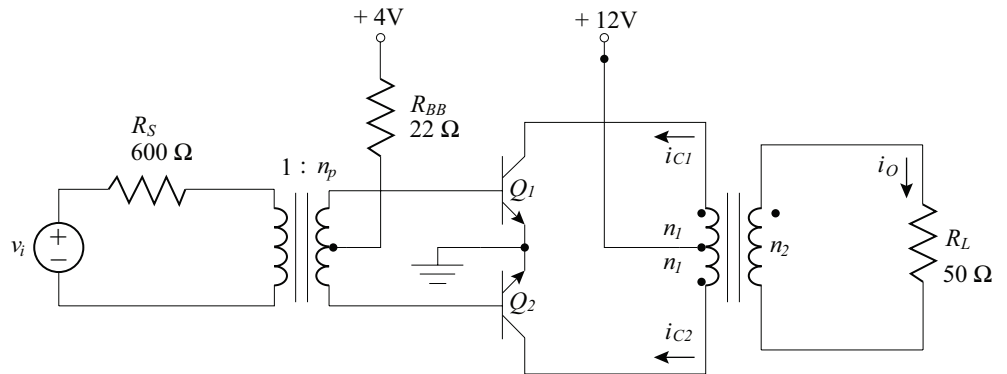 + 4V
+ 12V
R_BB
22 Ω
R_S
600 Ω
1 : n_p
i_C1
i_O
Q_1
v_i
+
−
n_1
n_1
n_2
R_L
50 Ω
Q_2
i_C2